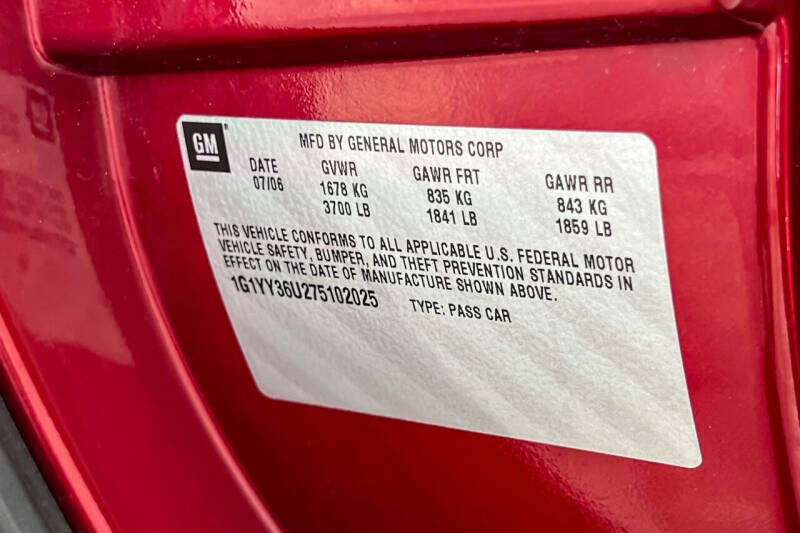 GM
MFD BY GENERAL MOTORS CORP
DATE GVWR GAWR FRT GAWR RR
07/06 1678 KG 835 KG 843 KG
3700 LB 1841 LB 1859 LB
THIS VEHICLE CONFORMS TO ALL APPLICABLE U.S. FEDERAL MOTOR
VEHICLE SAFETY, BUMPER, AND THEFT PREVENTION STANDARDS IN
EFFECT ON THE DATE OF MANUFACTURE SHOWN ABOVE.
1G1YY36U275102025 TYPE: PASS CAR